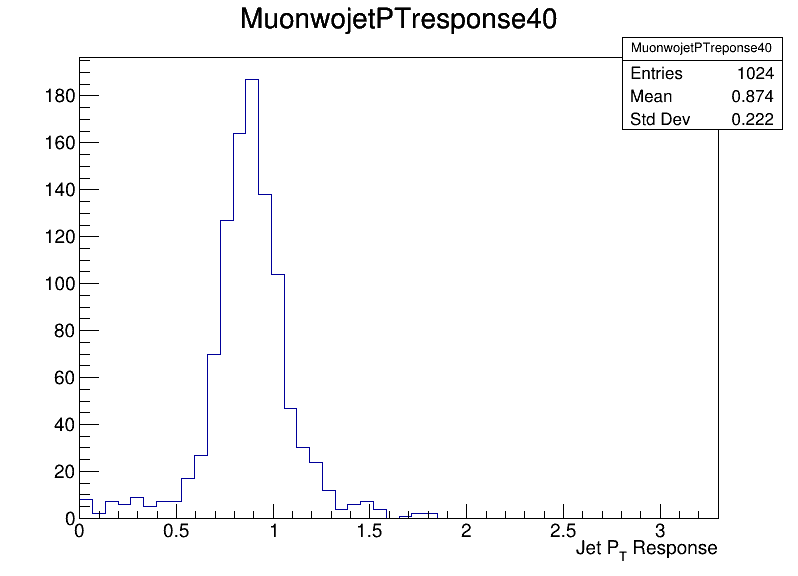 MuonwojetPTresponse40
MuonwojetPTreponse40
Entries 1024
Mean 0.874
Std Dev 0.222
180
160
140
120
100
80
60
40
20
0
0 0.5 1 1.5 2 2.5 3
Jet PT Response